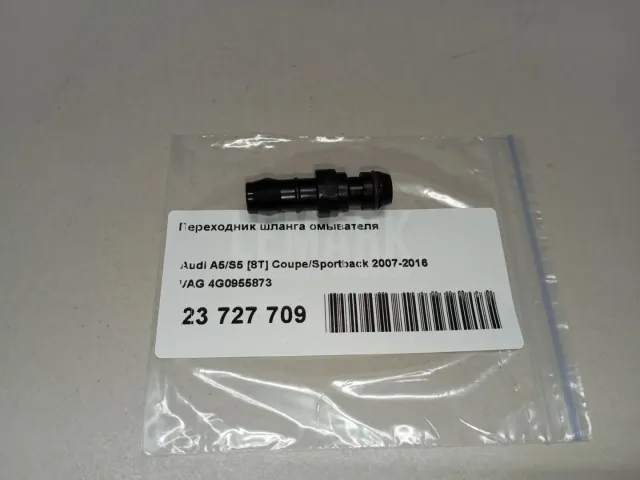 Переходник шланга омывателя
Audi A5/S5 [8T] Coupe/Sportback 2007-2016
VAG 4G0955873
23 727 709